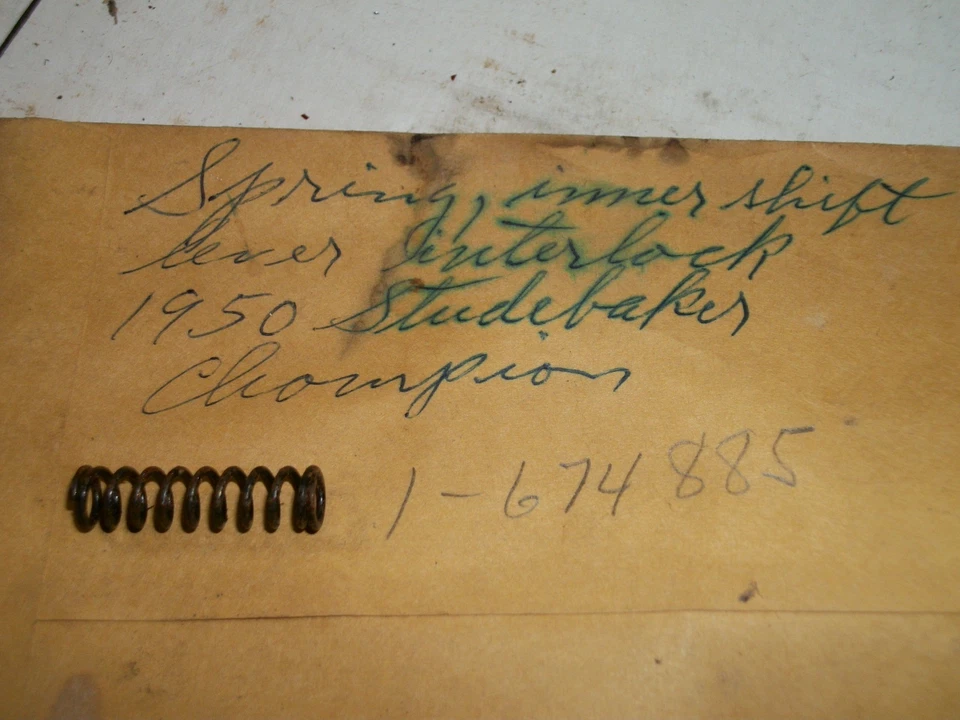 Spring, inner shift
lever interlock
1950 Studebaker
Champion
1-674885